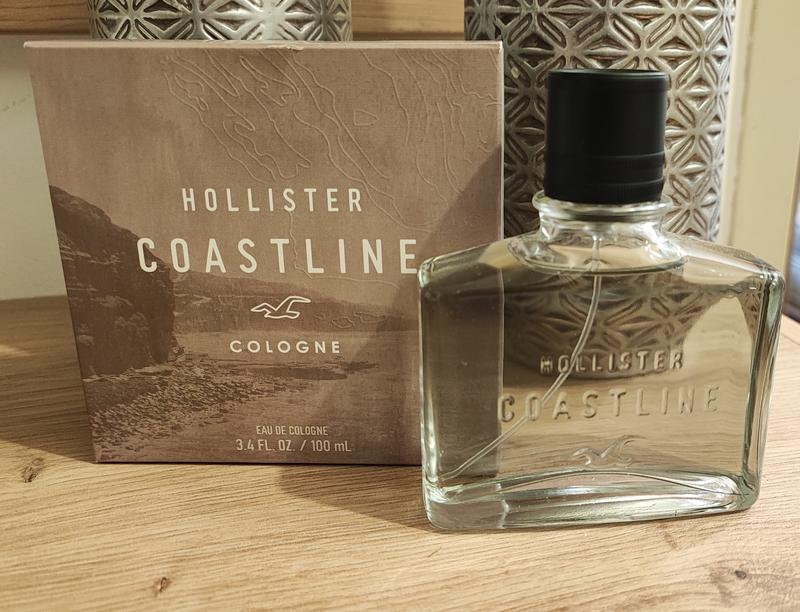 HOLLISTER
COASTLINE
COLOGNE
EAU DE COLOGNE
3.4 FL. OZ. / 100 mL
HOLLISTER
COASTLINE